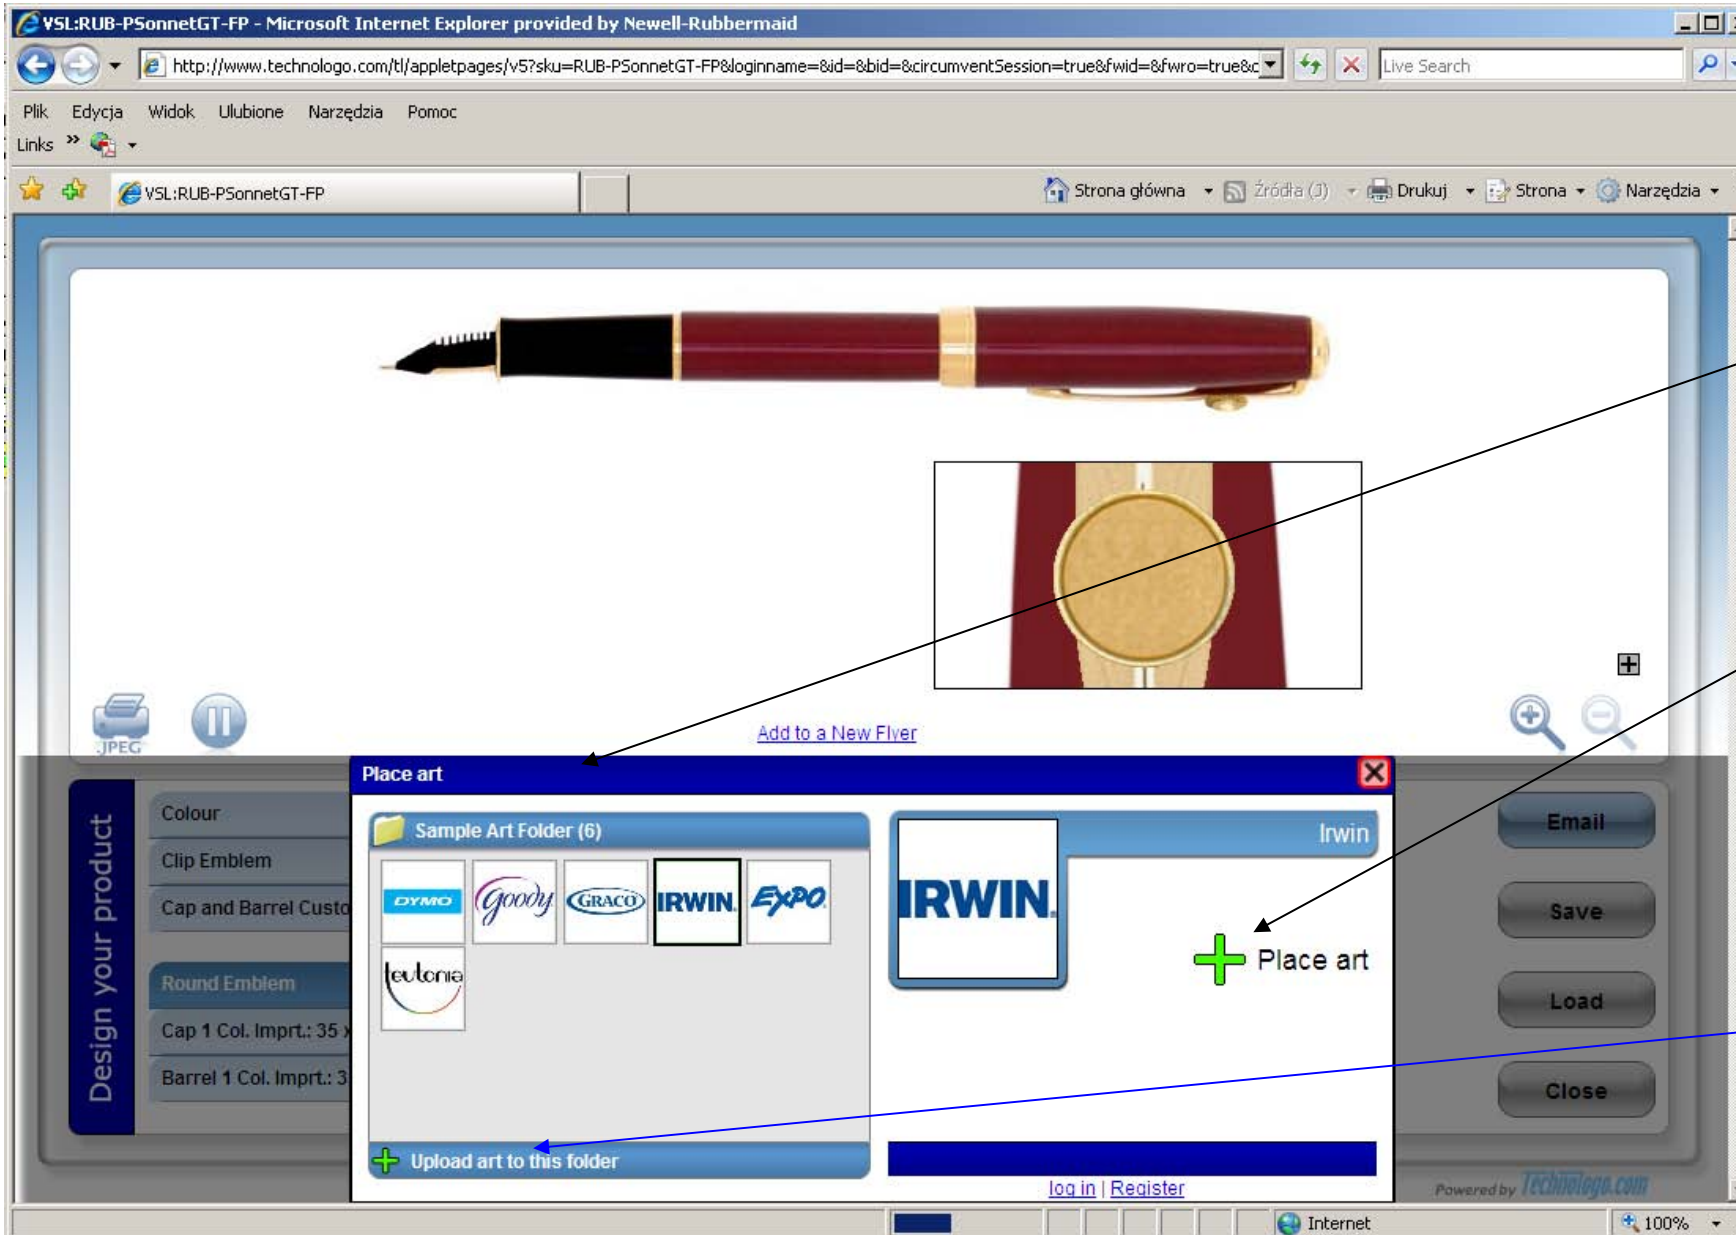 VSL:RUB-PSonnetGT-FP - Microsoft Internet Explorer provided by Newell-Rubbermaid
http://www.technologo.com/tl/appletpages/v5?sku=RUB-PSonnetGT-FP&loginname=&id=&bid=&circumventSession=true&fwid=&fwro=true&c
Live Search
Plik Edycja Widok Ulubione Narzędzia Pomoc
Links »
VSL:RUB-PSonnetGT-FP
Strona główna Źródła (J) Drukuj Strona Narzędzia
.JPEG
Add to a New Flyer
Place art
Design your product
Colour
Clip Emblem
Cap and Barrel Custo
Round Emblem
Cap 1 Col. Imprt.: 35 x
Barrel 1 Col. Imprt.: 3
Sample Art Folder (6)
DYMO goody GRACO IRWIN. EXPO.
teutonia
Upload art to this folder
Irwin
IRWIN.
Place art
log in | Register
Email
Save
Load
Close
Powered by Technologo.com
Internet
100%